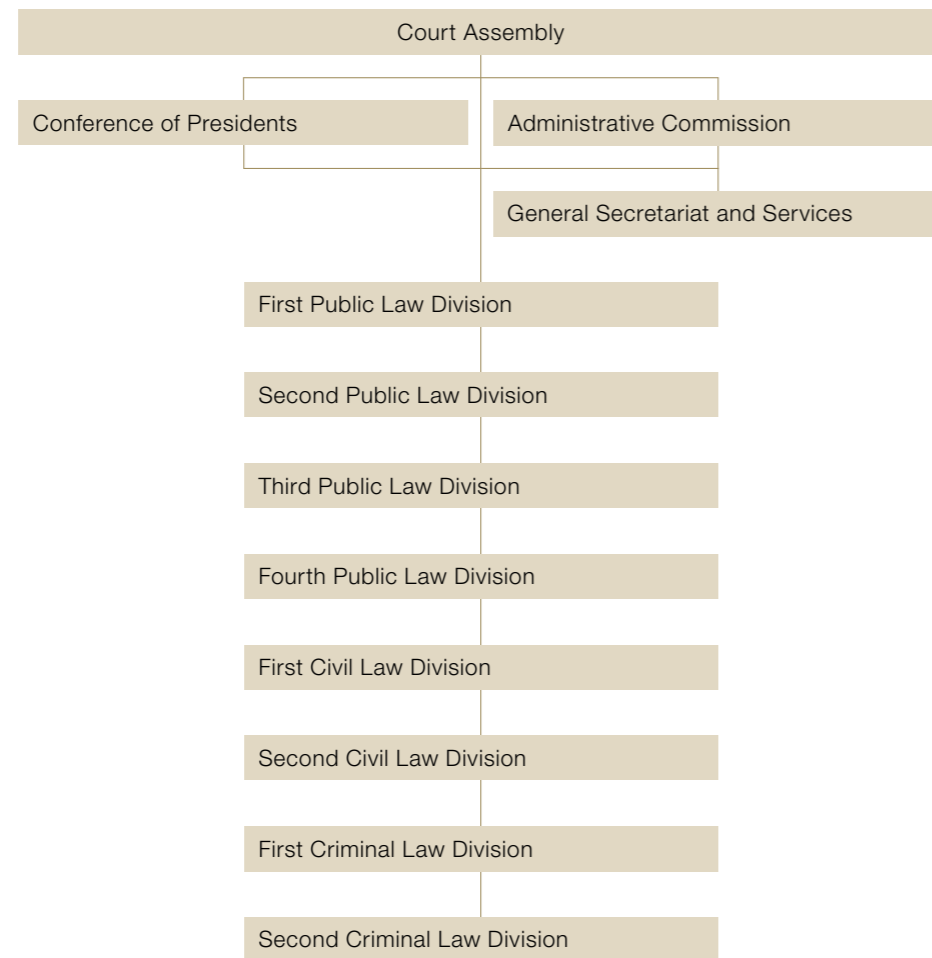 Court Assembly
Conference of Presidents
Administrative Commission
General Secretariat and Services
First Public Law Division
Second Public Law Division
Third Public Law Division
Fourth Public Law Division
First Civil Law Division
Second Civil Law Division
First Criminal Law Division
Second Criminal Law Division